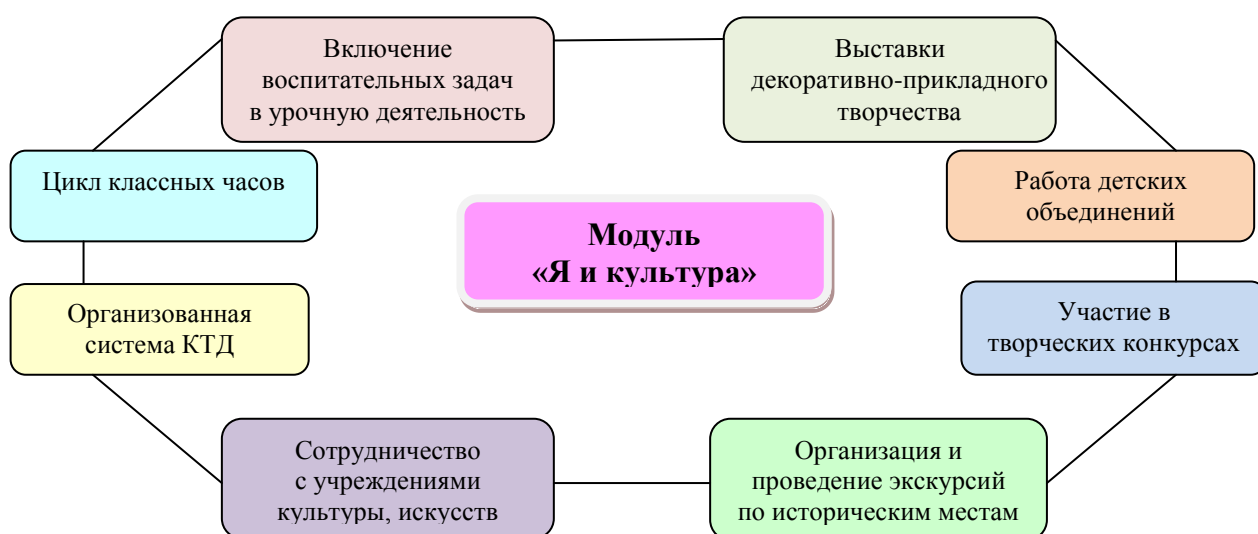 Включение
воспитательных задач
в урочную деятельность
Выставки
декоративно-прикладного
творчества
Цикл классных часов
Работа детских
объединений
Модуль
«Я и культура»
Организованная
система КТД
Участие в
творческих конкурсах
Сотрудничество
с учреждениями
культуры, искусств
Организация и
проведение экскурсий
по историческим местам